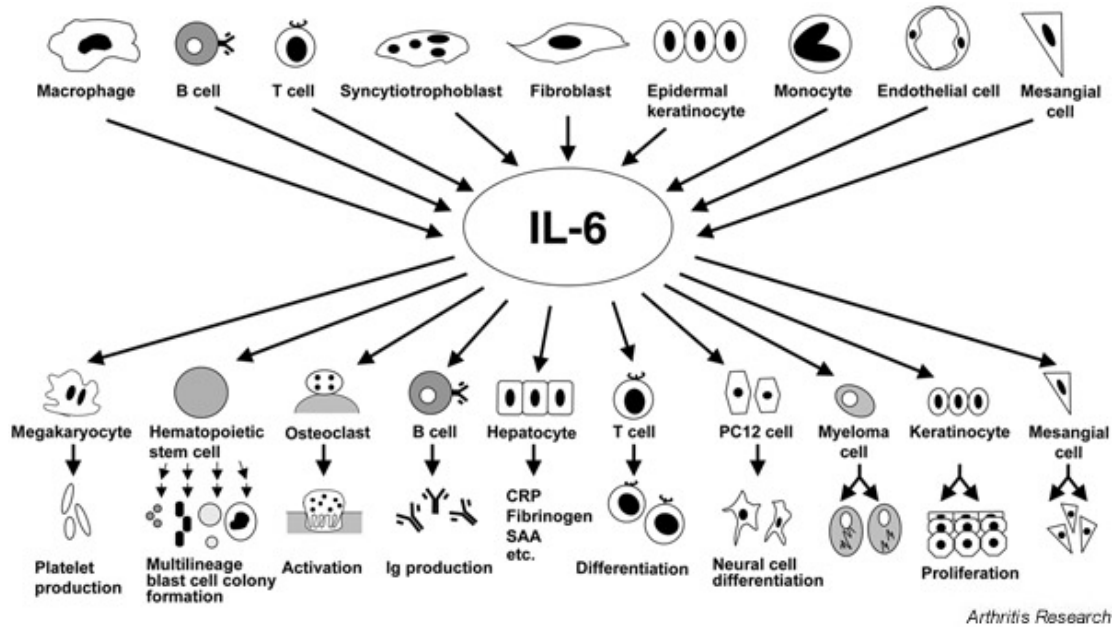 Macrophage
B cell
T cell
Syncytiotrophoblast
Fibroblast
Epidermal
keratinocyte
Monocyte
Endothelial cell
Mesangial
cell
IL-6
Megakaryocyte
Hematopoietic
stem cell
Osteoclast
B cell
Hepatocyte
T cell
PC12 cell
Myeloma
cell
Keratinocyte
Mesangial
cell
Platelet
production
Multilineage
blast cell colony
formation
Activation
Ig production
CRP
Fibrinogen
SAA
etc.
Differentiation
Neural cell
differentiation
Proliferation
Arthritis Research